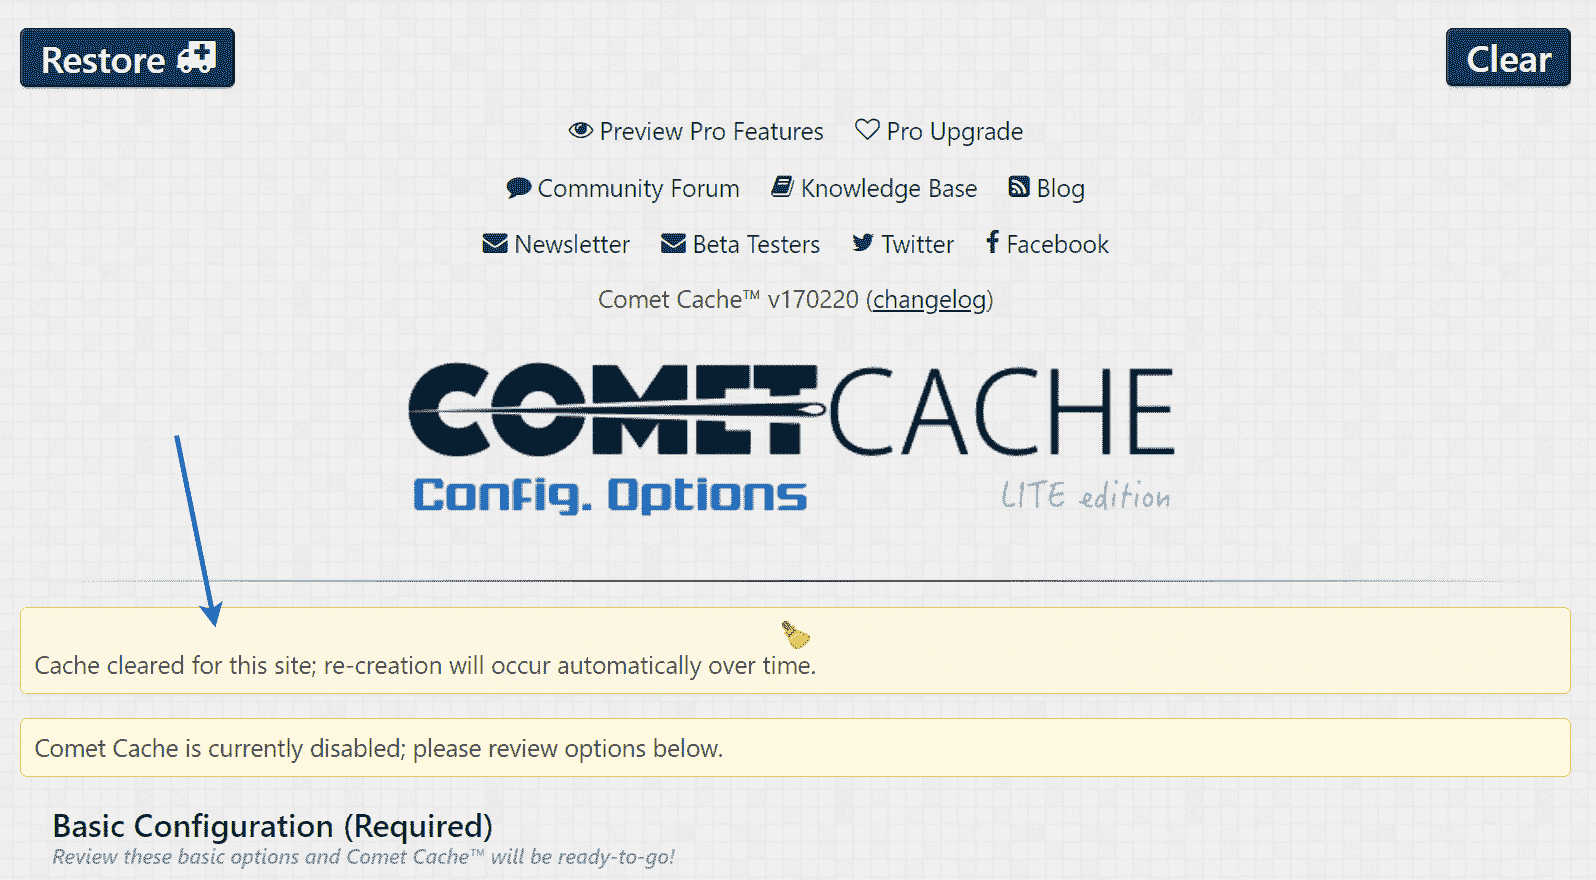 Restore
Clear
Preview Pro Features Pro Upgrade
Community Forum Knowledge Base Blog
Newsletter Beta Testers Twitter Facebook
Comet Cache™ v170220 (changelog)
COMETCACHE
Config. Options LITE edition
Cache cleared for this site; re-creation will occur automatically over time.
Comet Cache is currently disabled; please review options below.
Basic Configuration (Required)
Review these basic options and Comet Cache™ will be ready-to-go!